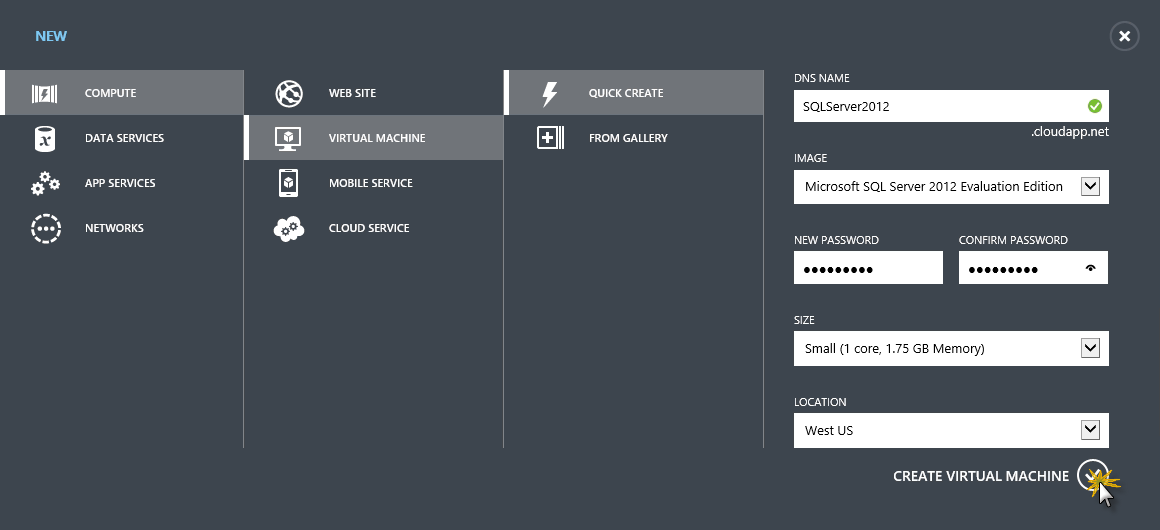 NEW
COMPUTE
DATA SERVICES
APP SERVICES
NETWORKS
WEB SITE
VIRTUAL MACHINE
MOBILE SERVICE
CLOUD SERVICE
QUICK CREATE
FROM GALLERY
DNS NAME
SQLServer2012
.cloudapp.net
IMAGE
Microsoft SQL Server 2012 Evaluation Edition
NEW PASSWORD CONFIRM PASSWORD
●●●●●●●●● ●●●●●●●●●
SIZE
Small (1 core, 1.75 GB Memory)
LOCATION
West US
CREATE VIRTUAL MACHINE